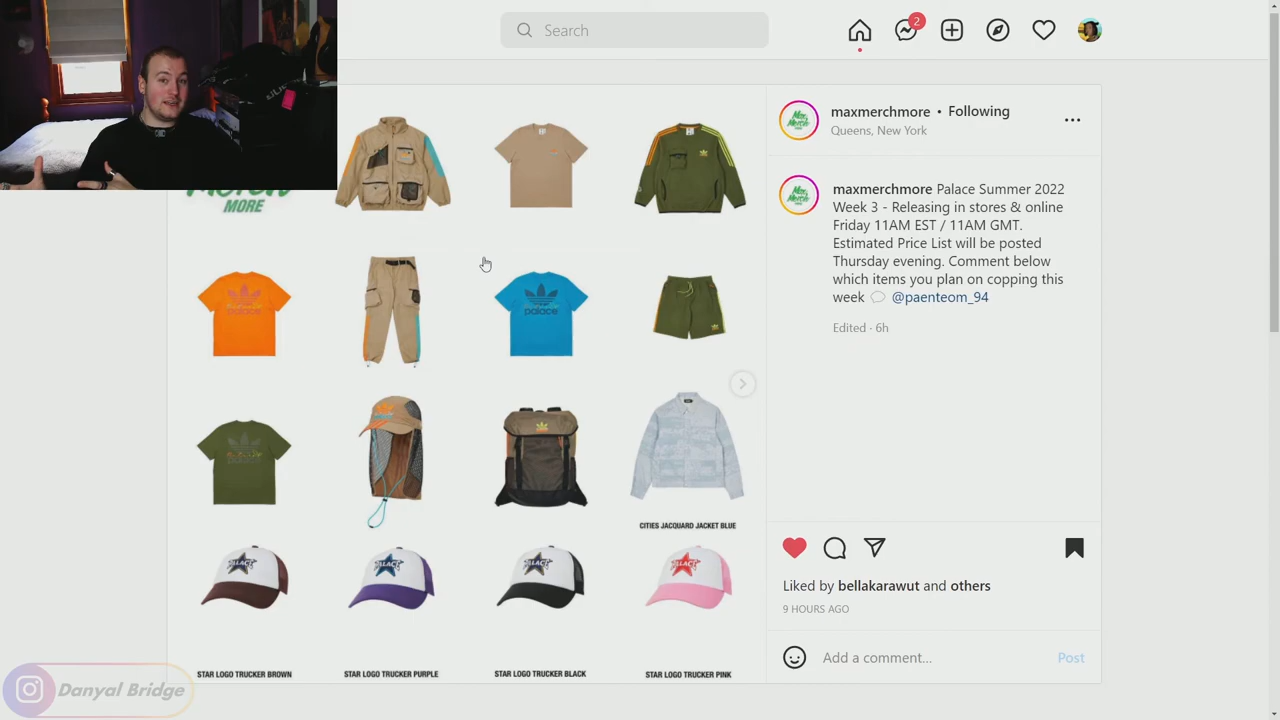 Search
2
maxmerchmore • Following
Queens, New York
MORE
maxmerchmore Palace Summer 2022
Week 3 - Releasing in stores & online
Friday 11AM EST / 11AM GMT.
Estimated Price List will be posted
Thursday evening. Comment below
which items you plan on copping this
week @paenteom_94
Edited · 6h
palace
palace
CITIES JACQUARD JACKET BLUE
STAR LOGO TRUCKER BROWN
STAR LOGO TRUCKER PURPLE
STAR LOGO TRUCKER BLACK
STAR LOGO TRUCKER PINK
Liked by bellakarawut and others
9 HOURS AGO
Add a comment...
Post
Danyal Bridge